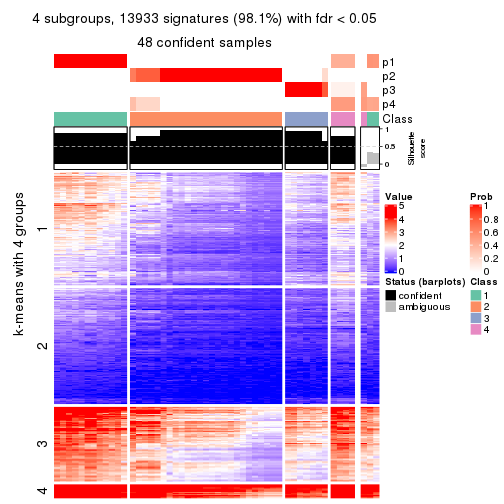 4 subgroups, 13933 signatures (98.1%) with fdr < 0.05
48 confident samples
p1
p2
p3
p4
Class
1
0.5
0
Silhouette
score
k-means with 4 groups
1
2
3
4
Value
5
4
3
2
1
0
Prob
1
0.8
0.6
0.4
0.2
0
Status (barplots)
confident
ambiguous
Class
1
2
3
4